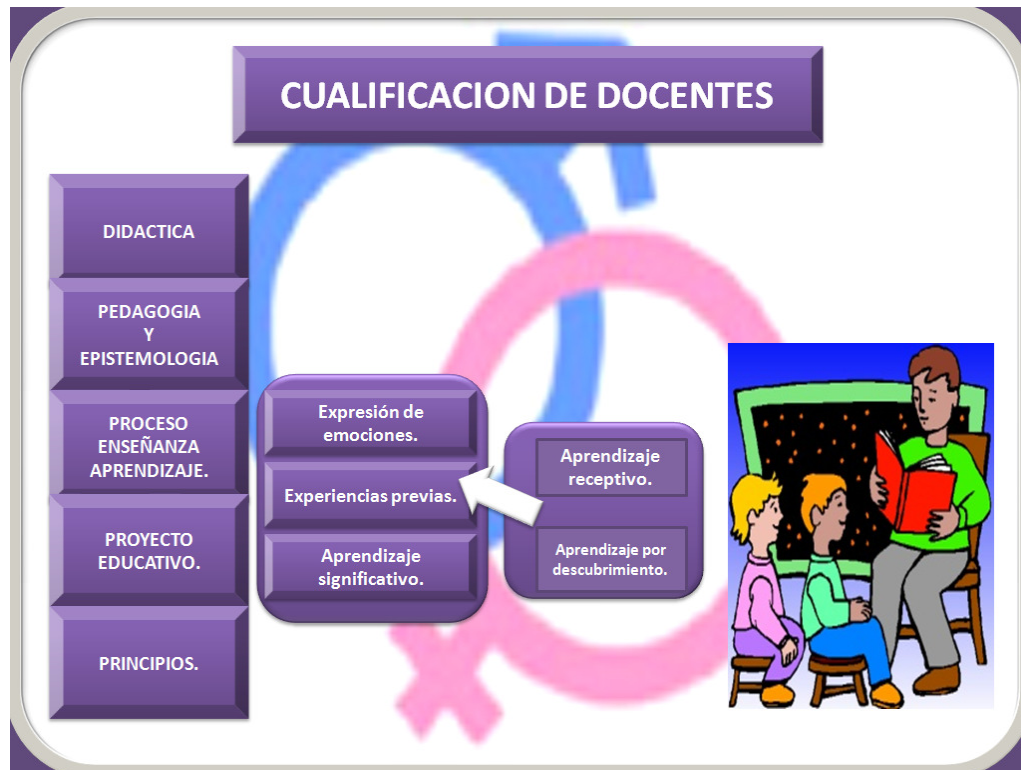 CUALIFICACION DE DOCENTES
DIDACTICA
PEDAGOGIA
Y
EPISTEMOLOGIA
PROCESO
ENSEÑANZA
APRENDIZAJE.
PROYECTO
EDUCATIVO.
PRINCIPIOS.
Expresión de
emociones.
Experiencias previas.
Aprendizaje
significativo.
Aprendizaje
receptivo.
Aprendizaje por
descubrimiento.